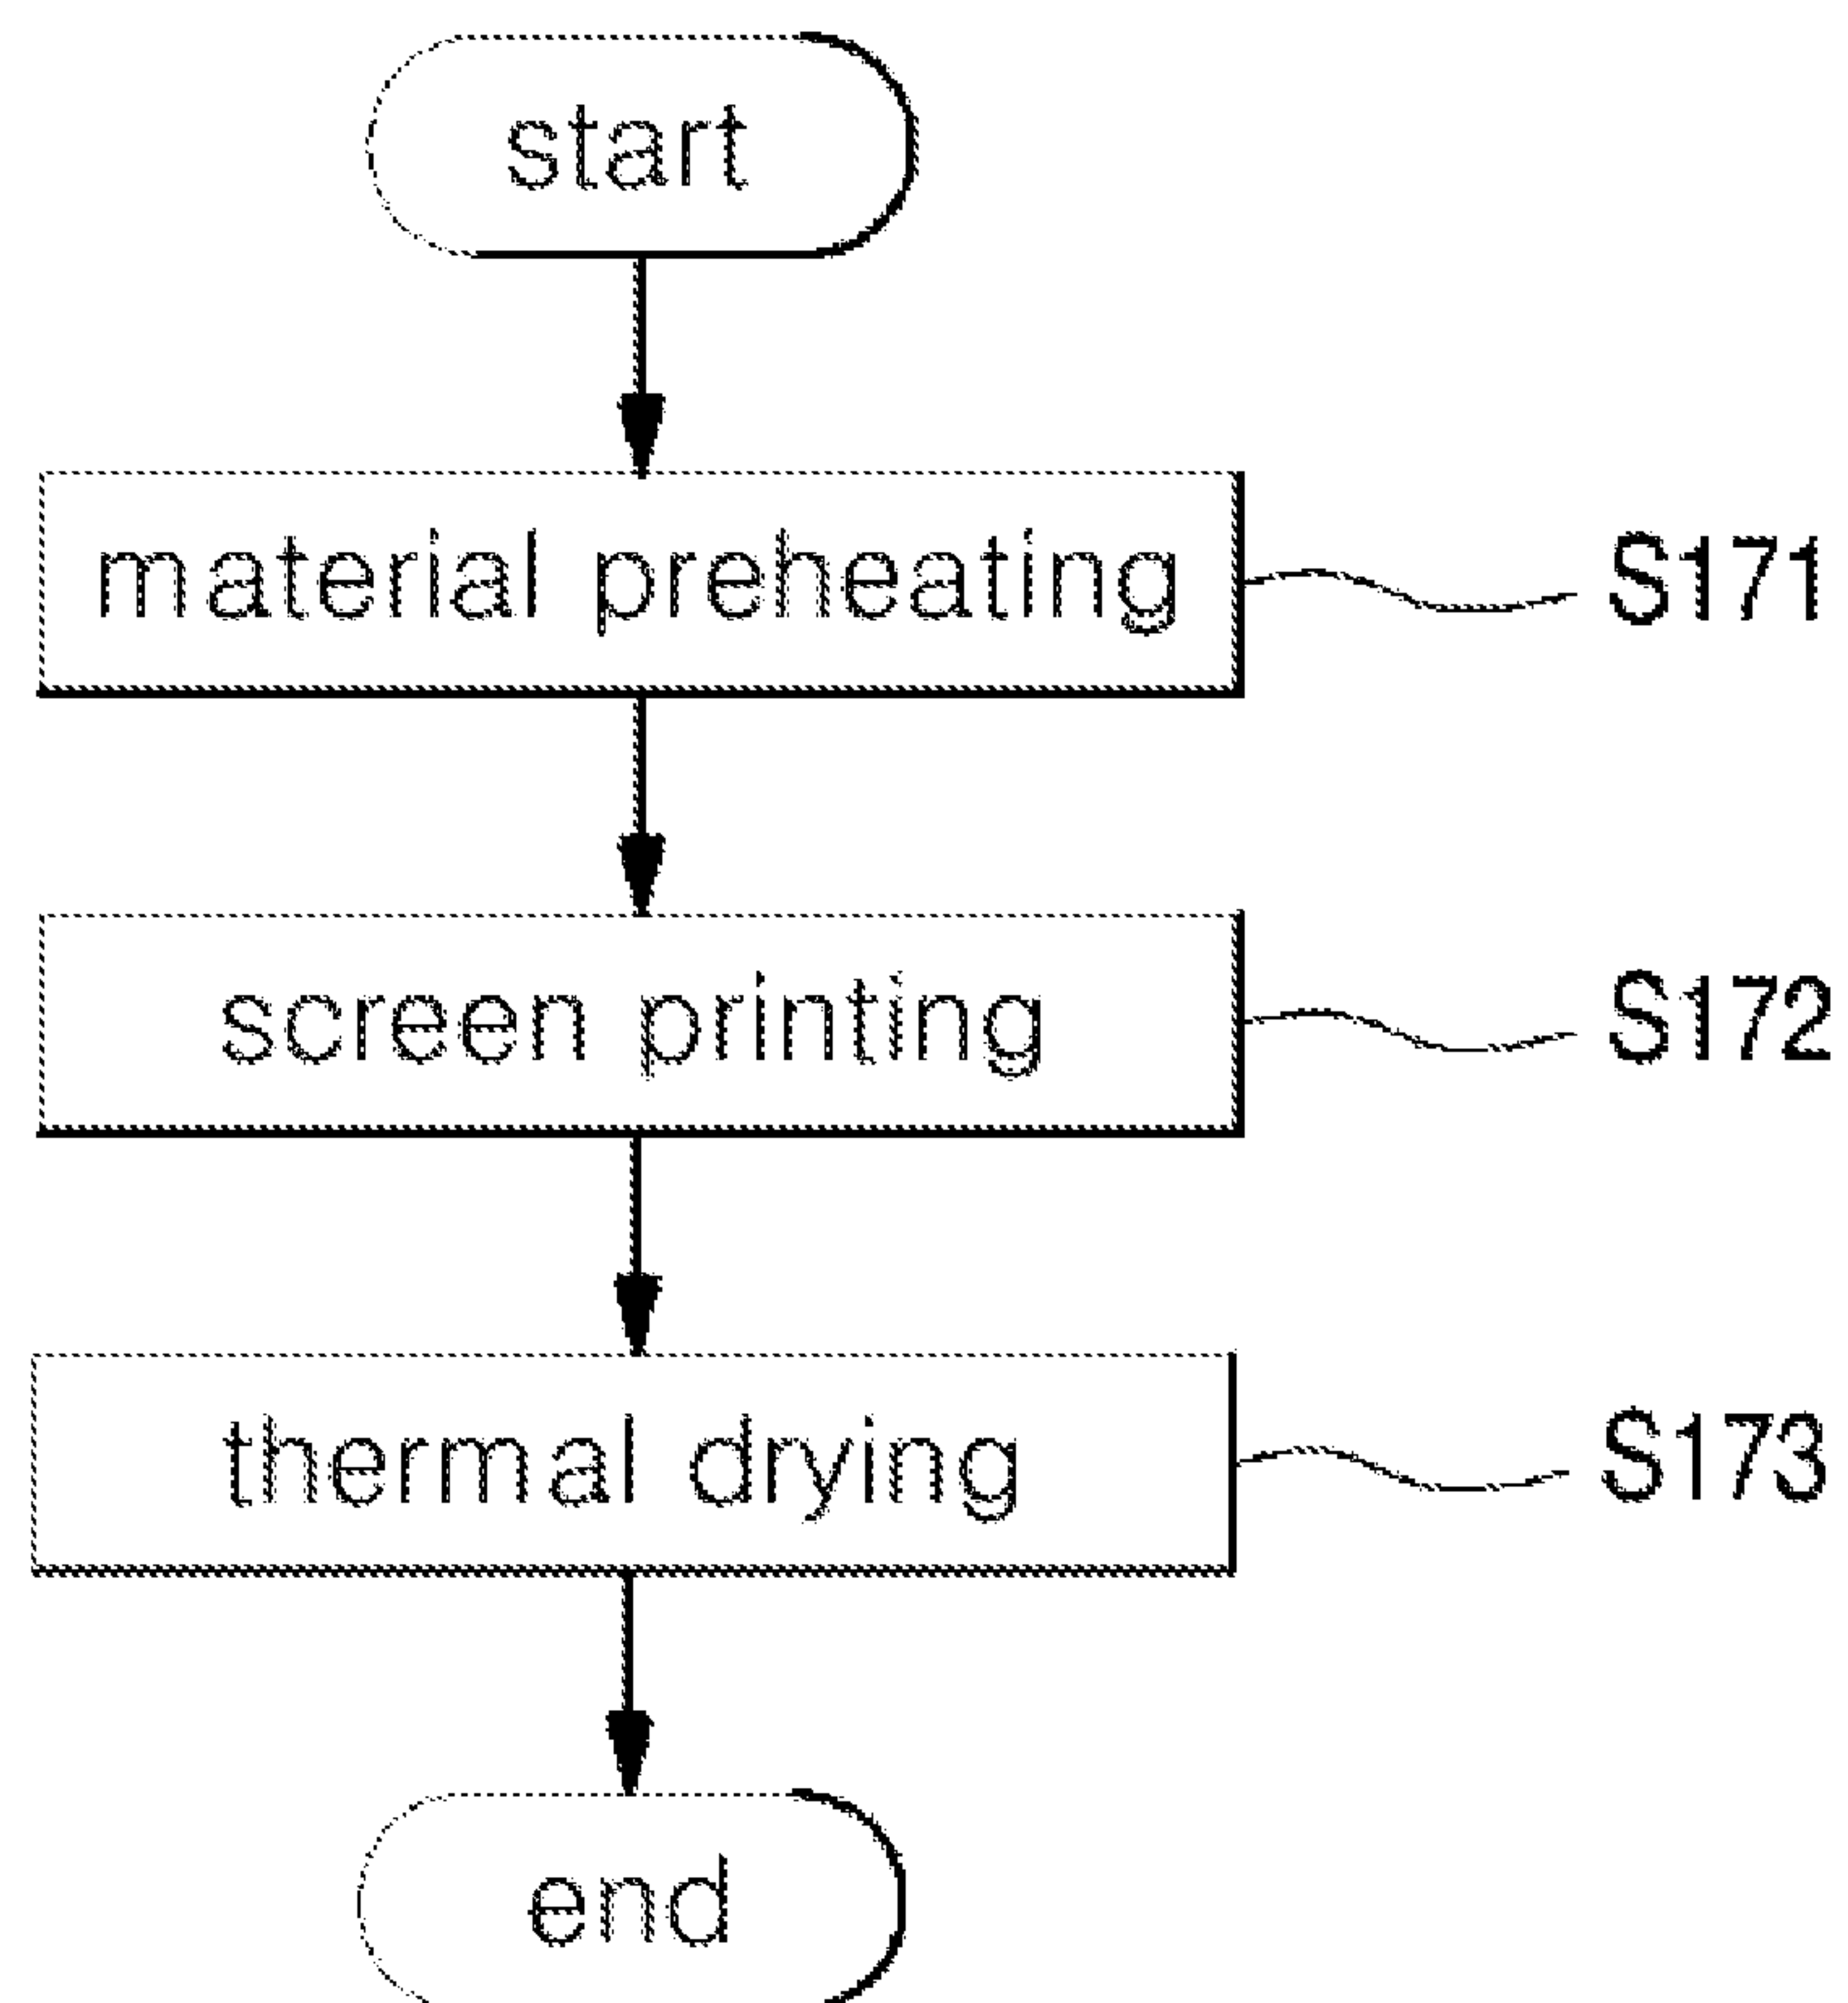 start
material preheating
S171
screen printing
S172
thermal drying
S173
end